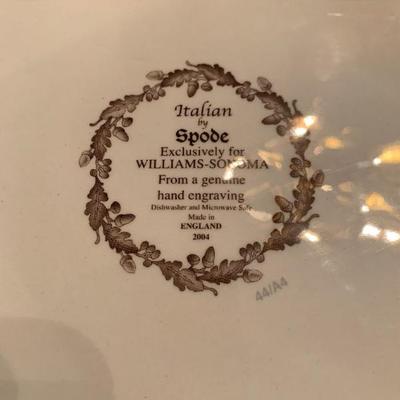 Italian
by
Spode
Exclusively for
WILLIAMS-SONOMA
From a genuine
hand engraving
Dishwasher and Microwave Safe
Made in
ENGLAND
2004
44/A4